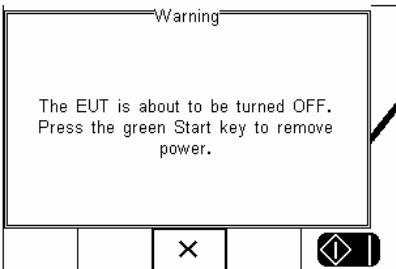 Warning
The EUT is about to be turned OFF.
Press the green Start key to remove
power.